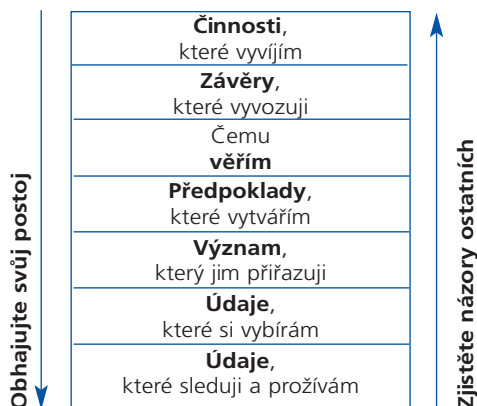 Činnosti,
které vyvíjím
Závěry,
které vyvozuji
Čemu
věřím
Předpoklady,
které vytvářím
Význam,
který jim přiřazuji
Údaje,
které si vybírám
Údaje,
které sleduji a prožívám
Obhajujte svůj postoj
Zjistěte názory ostatních